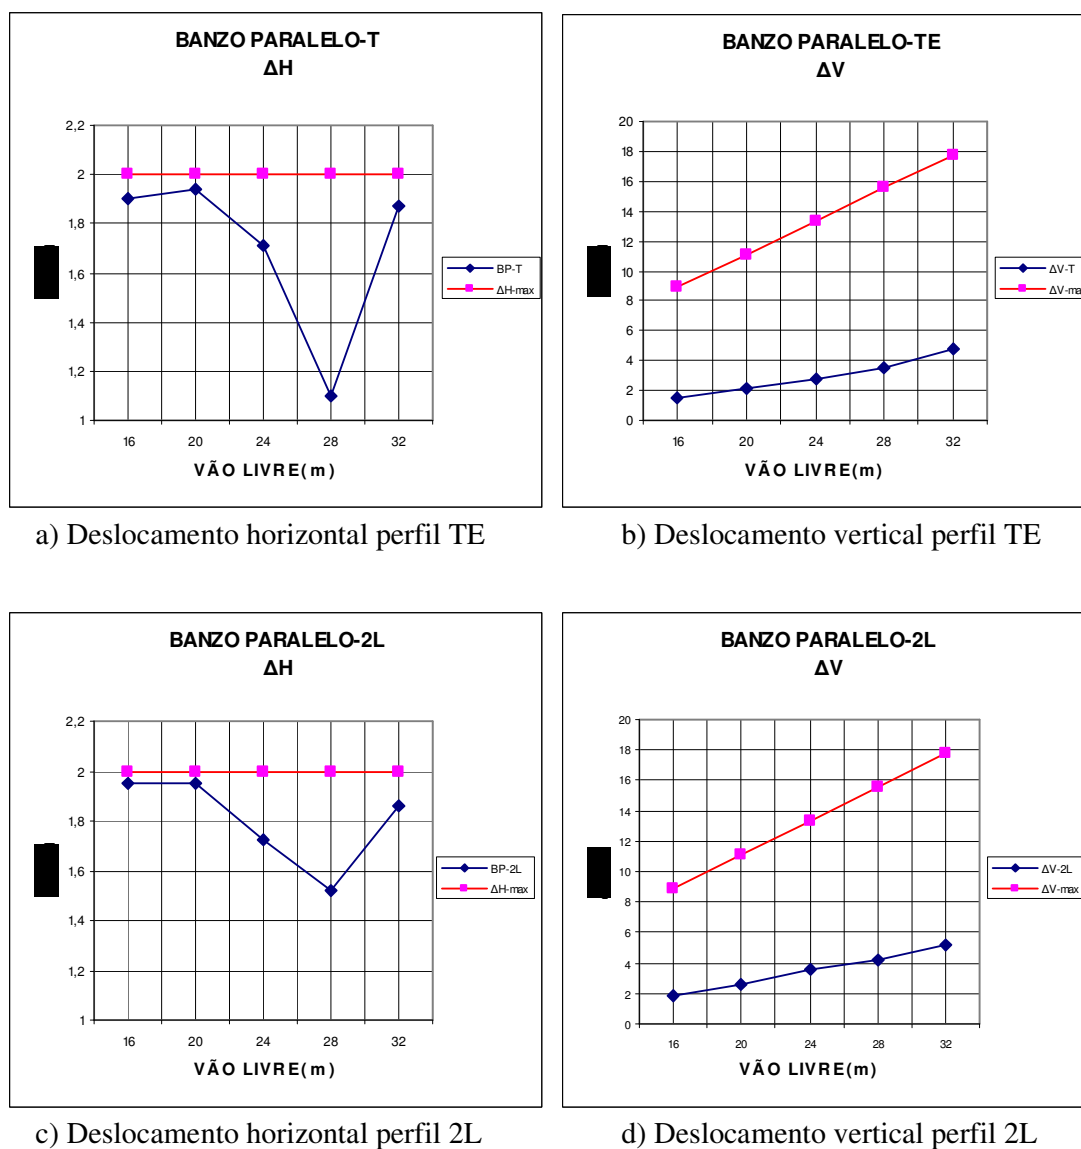 BANZO PARALELO-T
ΔH
2,2
2
1,8
1,6
1,4
1,2
1
16 20 24 28 32
VÃO LIVRE(m)
BP-T
ΔH-max
a) Deslocamento horizontal perfil TE
BANZO PARALELO-TE
ΔV
20
18
16
14
12
10
8
6
4
2
0
16 20 24 28 32
VÃO LIVRE(m)
ΔV-T
ΔV-ma
b) Deslocamento vertical perfil TE
BANZO PARALELO-2L
ΔH
2,2
2
1,8
1,6
1,4
1,2
1
16 20 24 28 32
VÃO LIVRE(m)
BP-2L
ΔH-max
c) Deslocamento horizontal perfil 2L
BANZO PARALELO-2L
ΔV
20
18
16
14
12
10
8
6
4
2
0
16 20 24 28 32
VÃO LIVRE(m)
ΔV-2L
ΔV-max
d) Deslocamento vertical perfil 2L